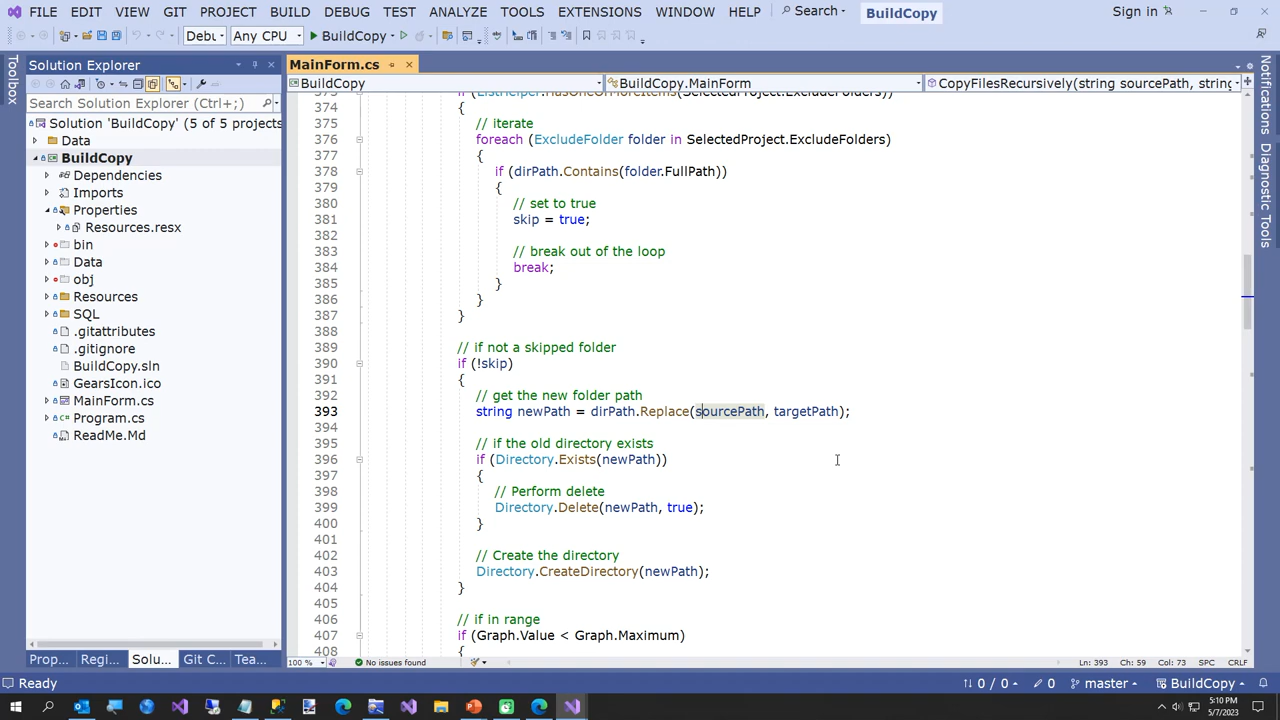 FILE EDIT VIEW GIT PROJECT BUILD DEBUG TEST ANALYZE TOOLS EXTENSIONS WINDOW HELP Search BuildCopy Sign in
Debu Any CPU BuildCopy
Toolbox
Solution Explorer
Search Solution Explorer (Ctrl+;)
Solution 'BuildCopy' (5 of 5 projects
Data
BuildCopy
Dependencies
Imports
Properties
Resources.resx
bin
Data
obj
Resources
SQL
.gitattributes
.gitignore
BuildCopy.sln
GearsIcon.ico
MainForm.cs
Program.cs
ReadMe.Md
Prop... Regi... Solu... Git C... Tea...
MainForm.cs
BuildCopy BuildCopy.MainForm CopyFilesRecursively(string sourcePath, string
373 if (ListHelper.HasOneOrMoreItems(SelectedProject.ExcludeFolders))
374 {
375 // iterate
376 foreach (ExcludeFolder folder in SelectedProject.ExcludeFolders)
377 {
378 if (dirPath.Contains(folder.FullPath))
379 {
380 // set to true
381 skip = true;
382
383 // break out of the loop
384 break;
385 }
386 }
387 }
388
389 // if not a skipped folder
390 if (!skip)
391 {
392 // get the new folder path
393 string newPath = dirPath.Replace(sourcePath, targetPath);
394
395 // if the old directory exists
396 if (Directory.Exists(newPath))
397 {
398 // Perform delete
399 Directory.Delete(newPath, true);
400 }
401
402 // Create the directory
403 Directory.CreateDirectory(newPath);
404 }
405
406 // if in range
407 if (Graph.Value < Graph.Maximum)
408 {
100 % No issues found Ln: 393 Ch: 59 Col: 73 SPC CRLF
Notifications
Diagnostic Tools
Ready 0 / 0 0 master BuildCopy
5:10 PM
5/7/2023